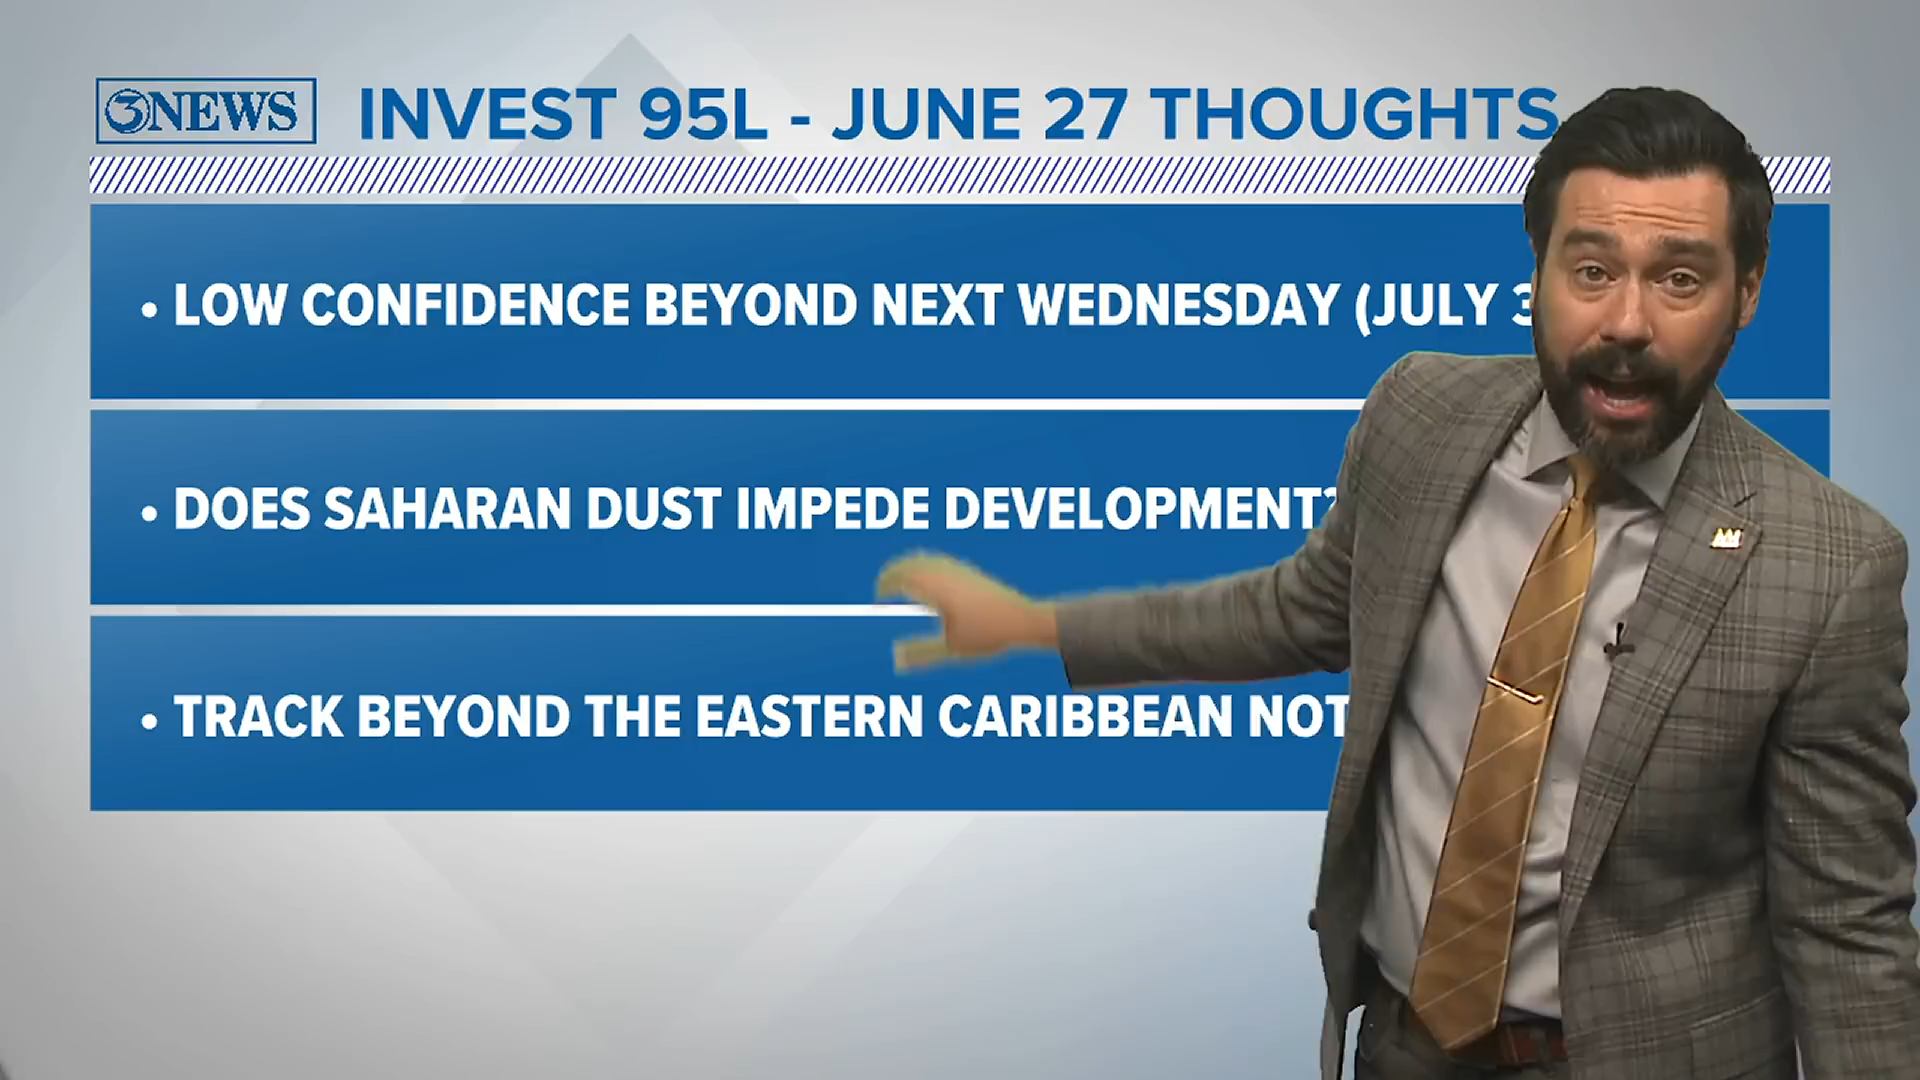 3NEWS
INVEST 95L - JUNE 27 THOUGHTS
• LOW CONFIDENCE BEYOND NEXT WEDNESDAY (JULY 3
• DOES SAHARAN DUST IMPEDE DEVELOPMENT?
• TRACK BEYOND THE EASTERN CARIBBEAN NOT